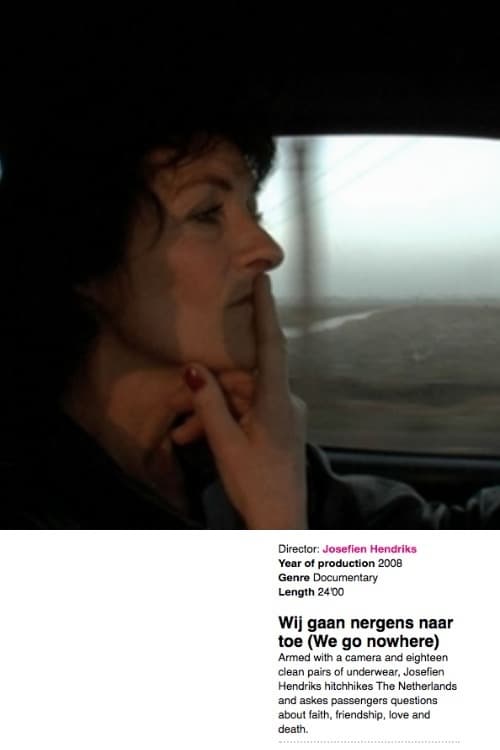 Director: Josefien Hendriks
Year of production 2008
Genre Documentary
Length 24'00
Wij gaan nergens naar
toe (We go nowhere)
Armed with a camera and eighteen
clean pairs of underwear, Josefien
Hendriks hitchhikes The Netherlands
and askes passengers questions
about faith, friendship, love and
death.